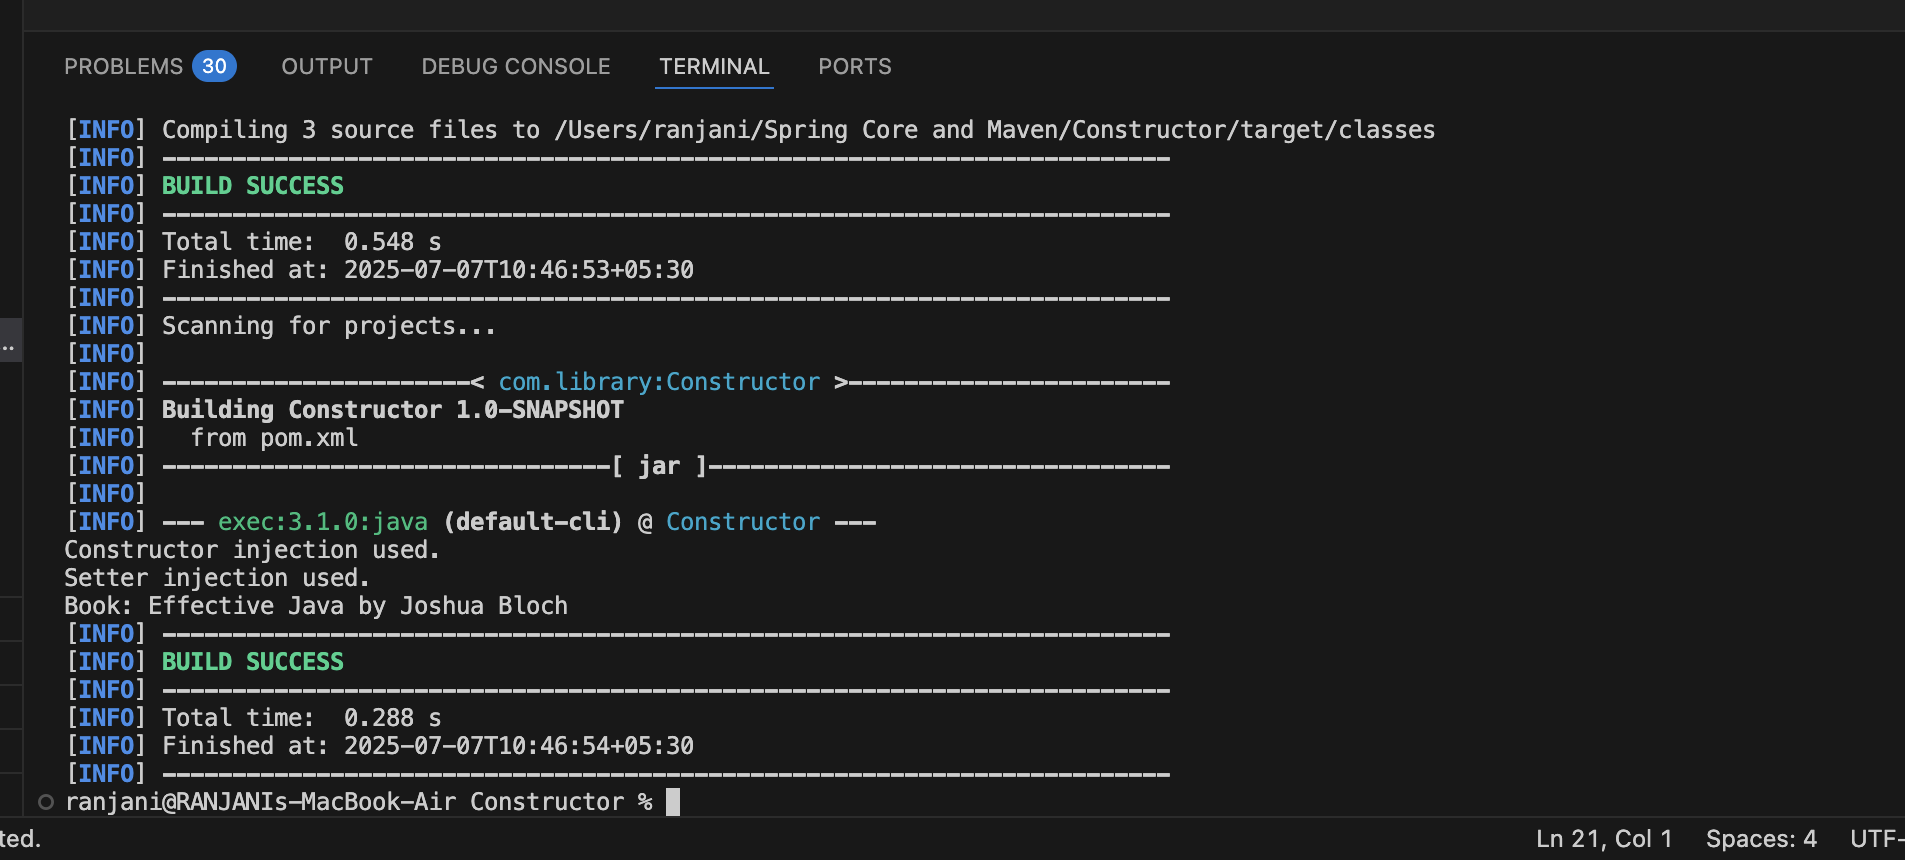 PROBLEMS 30 OUTPUT DEBUG CONSOLE TERMINAL PORTS
[INFO] Compiling 3 source files to /Users/ranjani/Spring Core and Maven/Constructor/target/classes
[INFO] ------------------------------------------------------------------------
[INFO] BUILD SUCCESS
[INFO] ------------------------------------------------------------------------
[INFO] Total time:  0.548 s
[INFO] Finished at: 2025-07-07T10:46:53+05:30
[INFO] ------------------------------------------------------------------------
[INFO] Scanning for projects...
..
[INFO]
[INFO] ----------------------< com.library:Constructor >-----------------------
[INFO] Building Constructor 1.0-SNAPSHOT
[INFO]   from pom.xml
[INFO] --------------------------------[ jar ]---------------------------------
[INFO]
[INFO] --- exec:3.1.0:java (default-cli) @ Constructor ---
Constructor injection used.
Setter injection used.
Book: Effective Java by Joshua Bloch
[INFO] ------------------------------------------------------------------------
[INFO] BUILD SUCCESS
[INFO] ------------------------------------------------------------------------
[INFO] Total time:  0.288 s
[INFO] Finished at: 2025-07-07T10:46:54+05:30
[INFO] ------------------------------------------------------------------------
ranjani@RANJANIs-MacBook-Air Constructor %
ted. Ln 21, Col 1 Spaces: 4 UTF-